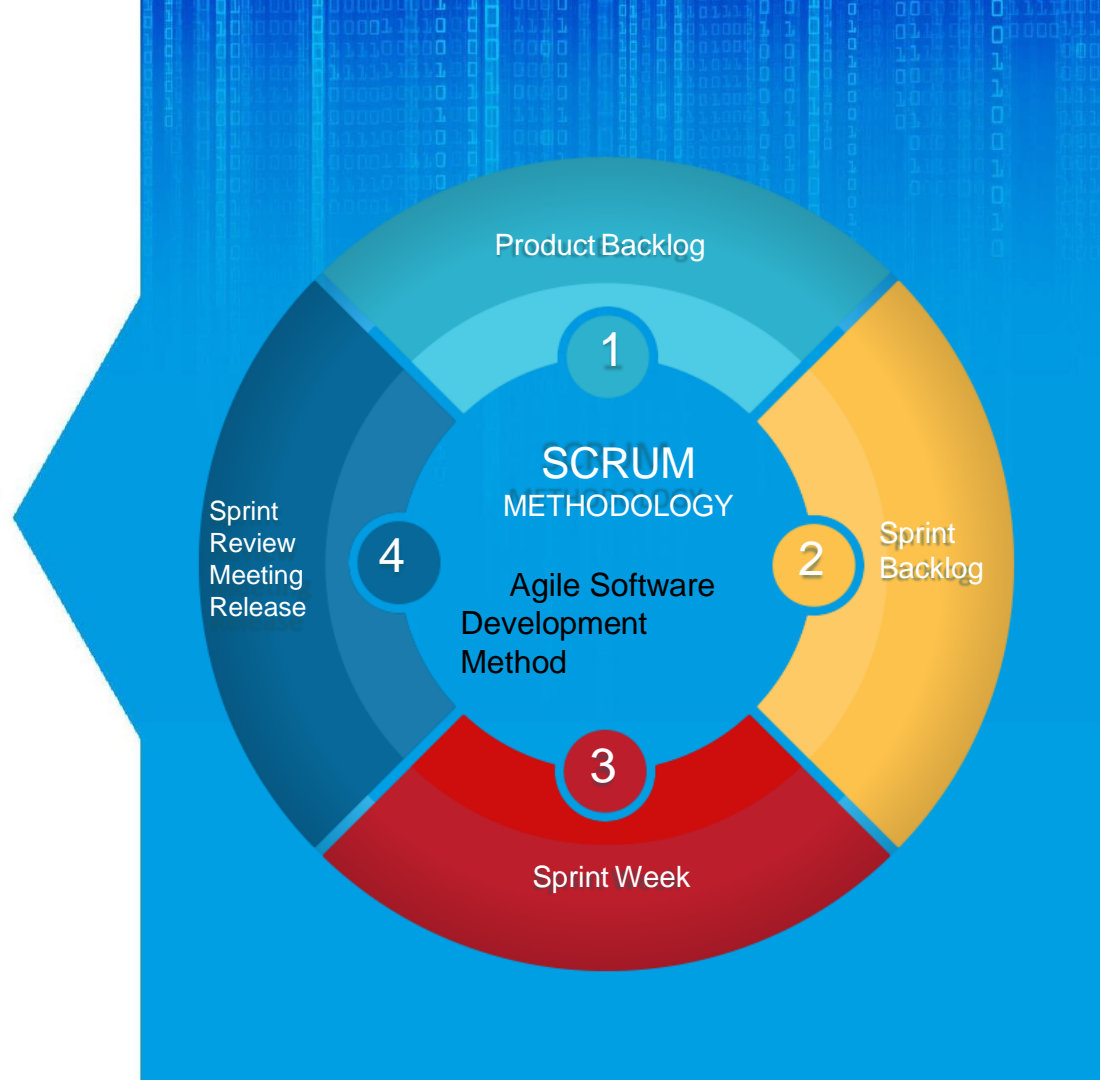 Product Backlog
1
SCRUM
METHODOLOGY
Agile Software
Development
Method
2
Sprint
Backlog
3
Sprint Week
4
Sprint
Review
Meeting
Release